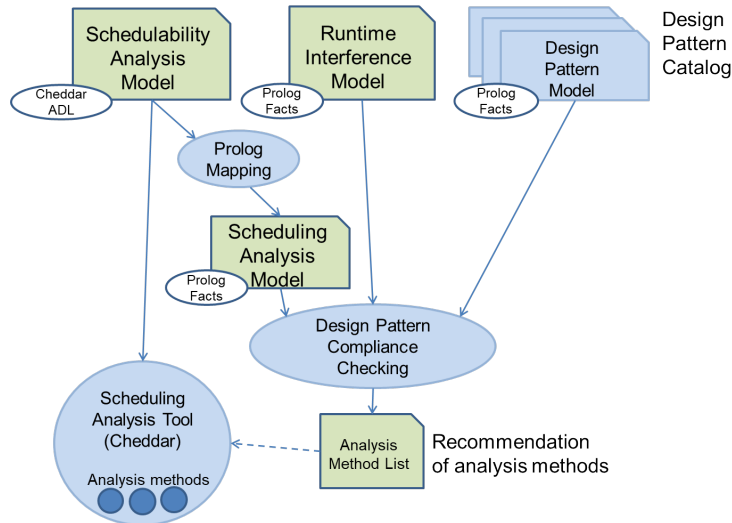 Schedulability
Analysis
Model
Cheddar
ADL
Runtime
Interference
Model
Prolog
Facts
Design
Pattern
Model
Prolog
Facts
Design
Pattern
Catalog
Prolog
Mapping
Scheduling
Analysis
Model
Prolog
Facts
Design Pattern
Compliance
Checking
Scheduling
Analysis Tool
(Cheddar)
Analysis methods
Analysis
Method List
Recommendation
of analysis methods